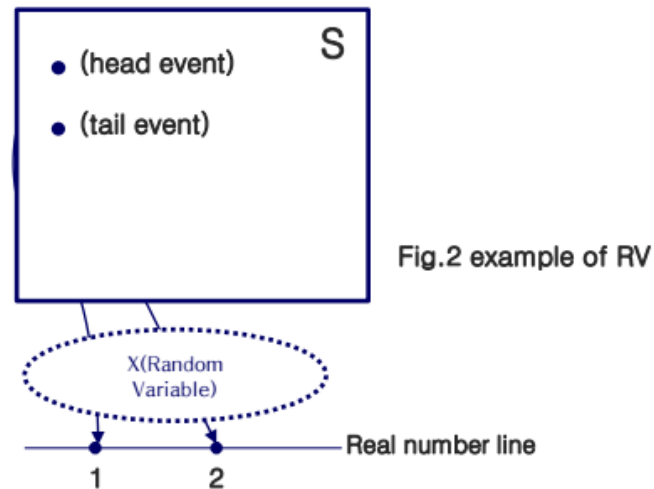 S
(head event)
(tail event)
Fig.2 example of RV
X(Random
Variable)
Real number line
1 2